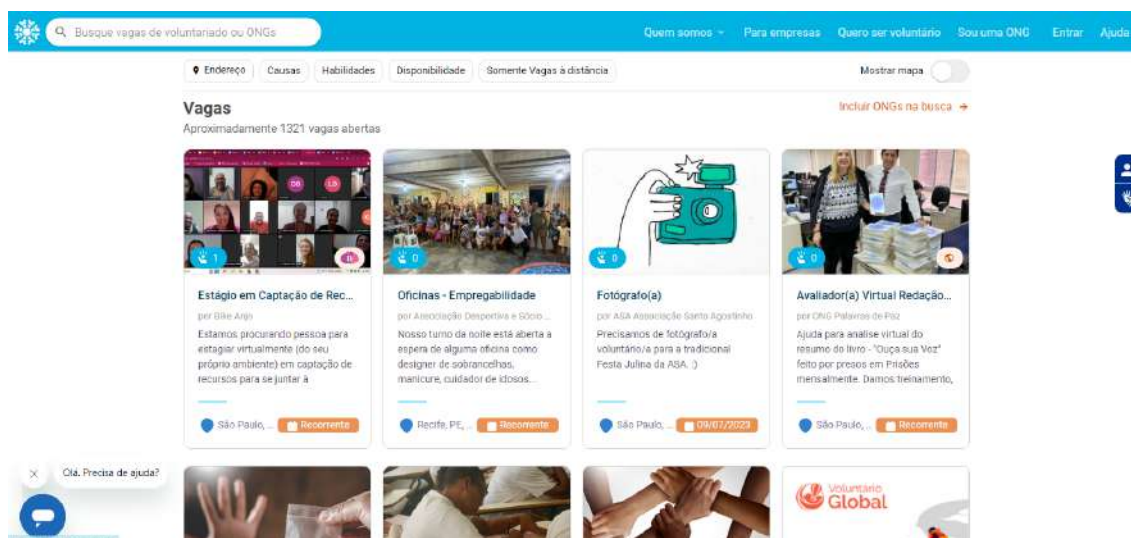 Busque vagas de voluntariado ou ONGs
Quem somos
Para empresas
Quero ser voluntário
Sou uma ONG
Entrar
Ajuda
Endereço
Causas
Habilidades
Disponibilidade
Somente Vagas à distância
Mostrar mapa
Vagas
Incluir ONGs na busca →
Aproximadamente 1321 vagas abertas
DB
LB
1
Estágio em Captação de Rec...
por Bike Anjo
Estamos procurando pessoa para
estagiar virtualmente (do seu
próprio ambiente) em captação de
recursos para se juntar à
São Paulo, ...
Recorrente
0
Oficinas - Empregabilidade
por Associação Desportiva e Sócio ...
Nosso turno da noite está aberta a
espera de alguma oficina como
designer de sobrancelhas,
manicure, cuidador de idosos...
Recife, PE, ...
Recorrente
0
Fotógrafo(a)
por ASA Associação Santo Agostinho
Precisamos de fotógrafo/a
voluntário/a para a tradicional
Festa Julina da ASA. :)
São Paulo, ...
09/07/2023
0
Avaliador(a) Virtual Redação...
por ONG Palavras de Paz
Ajuda para analise virtual do
resumo do livro - "Ouça sua Voz"
feito por presos em Prisões
mensalmente. Damos treinamento,
São Paulo, ...
Recorrente
Olá. Precisa de ajuda?
Voluntário
Global